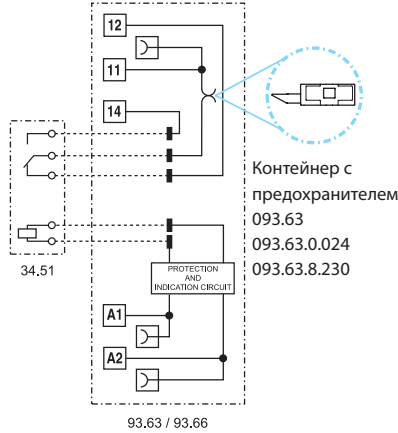 12
11
14
34.51
Контейнер с
предохранителем
093.63
093.63.0.024
093.63.8.230
PROTECTION
AND
INDICATION CIRCUIT
A1
A2
93.63 / 93.66